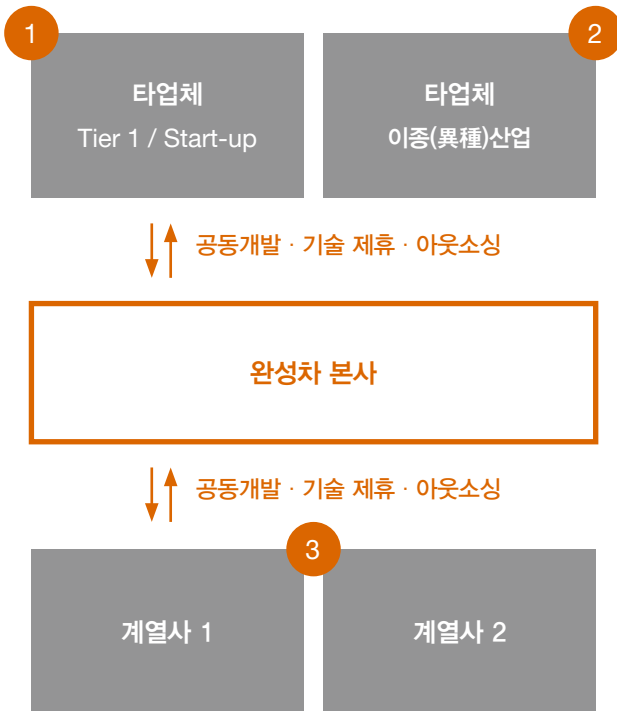 1
2
타업체
Tier 1 / Start-up
타업체
이종(異種)산업
공동개발 · 기술 제휴 · 아웃소싱
완성차 본사
공동개발 · 기술 제휴 · 아웃소싱
3
계열사 1
계열사 2